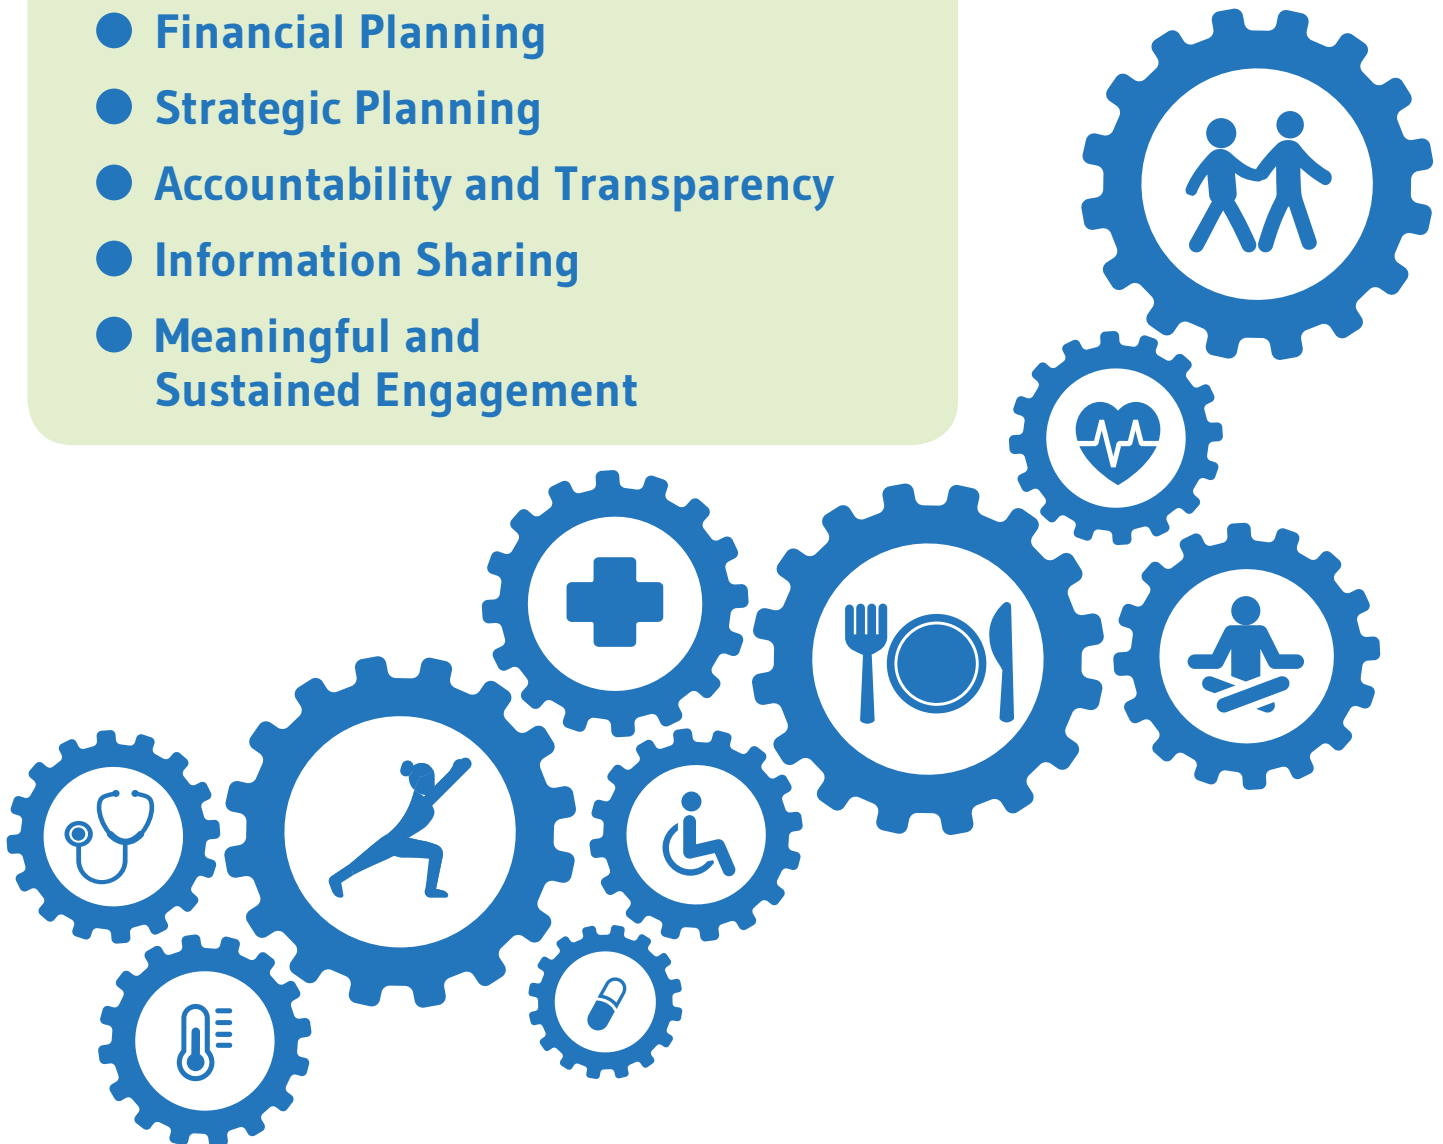 Financial Planning
Strategic Planning
Accountability and Transparency
Information Sharing
Meaningful and
Sustained Engagement